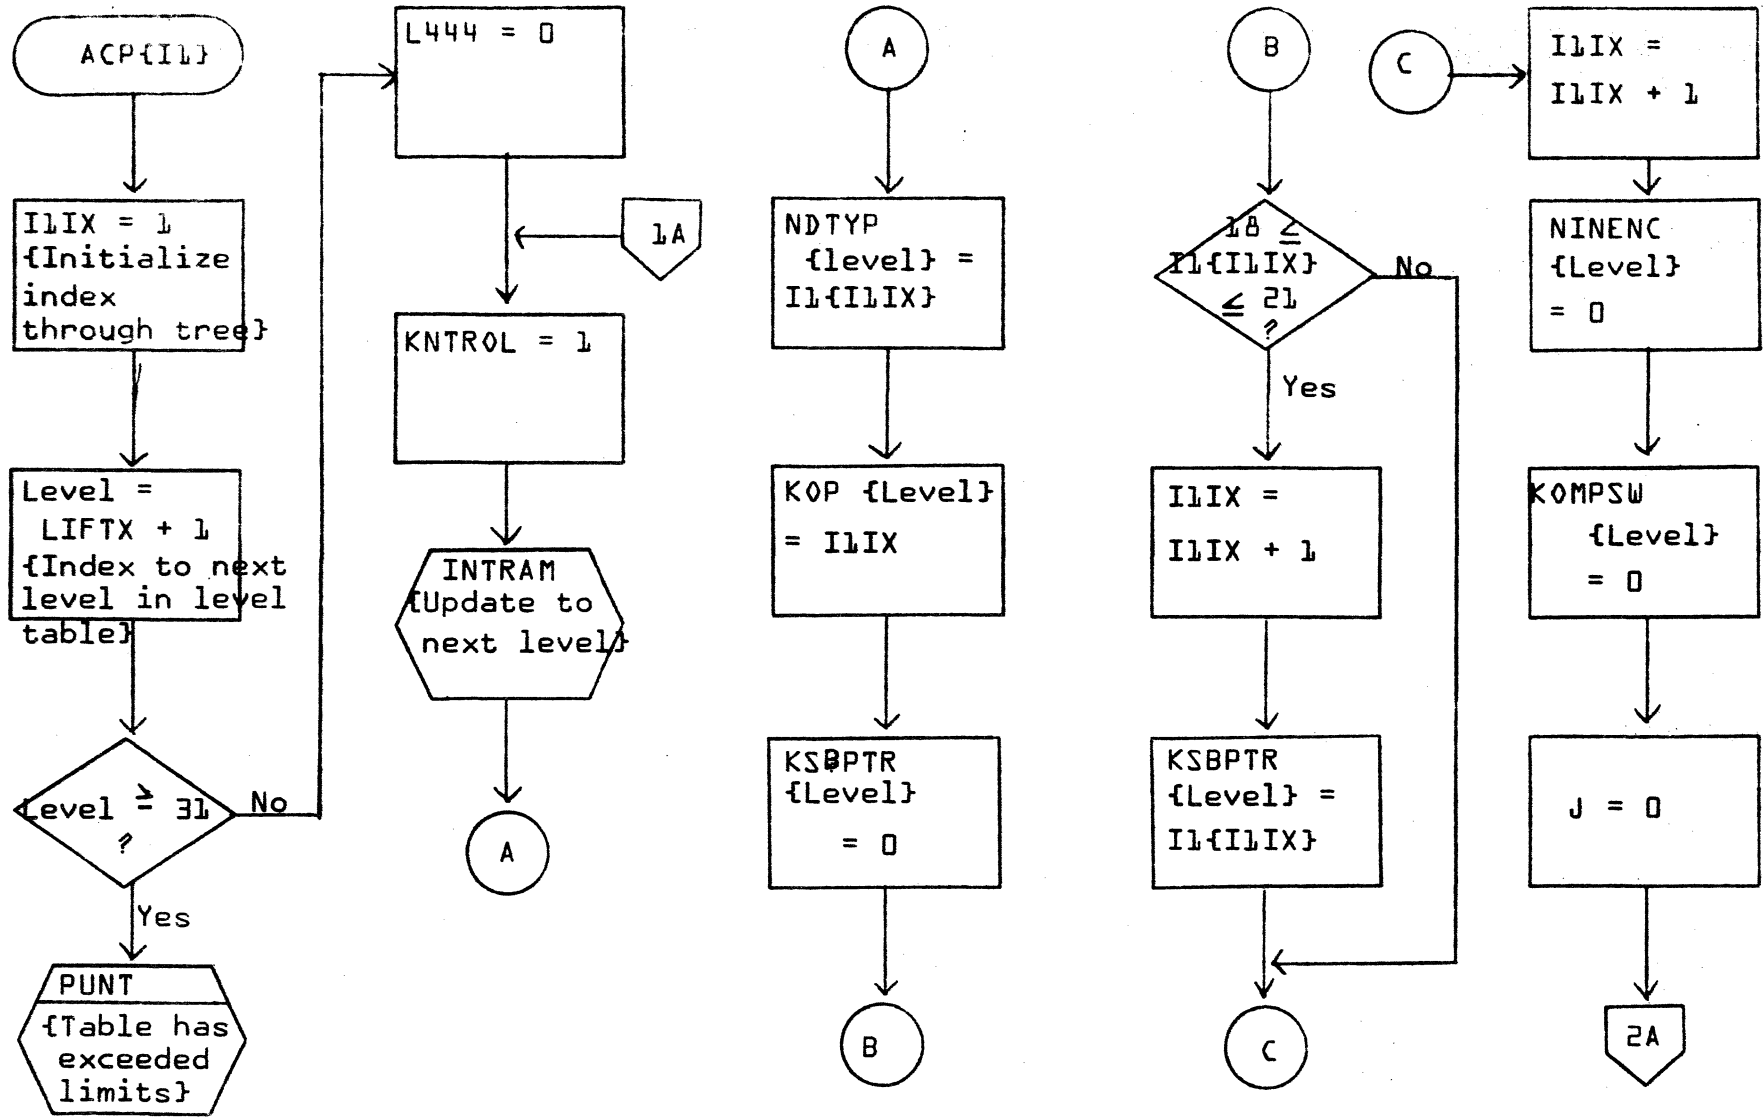 ACP{I1}
I1IX = 1
{Initialize
index
through tree}
Level =
LIFTX + 1
{Index to next
level in level
table}
Level ≥ 31
?
No
Yes
PUNT
{Table has
exceeded
limits}
L444 = 0
1A
KNTROL = 1
INTRAM
{Update to
next level}
A
A
NDTYP
{level} =
I1{I1IX}
KOP {Level}
= I1IX
KSBPTR
{Level}
= 0
B
B
18 ≤
I1{I1IX}
≤ 21
?
No
Yes
I1IX =
I1IX + 1
KSBPTR
{Level} =
I1{I1IX}
C
C
I1IX =
I1IX + 1
NINENC
{Level}
= 0
KOMPSW
{Level}
= 0
J = 0
2A